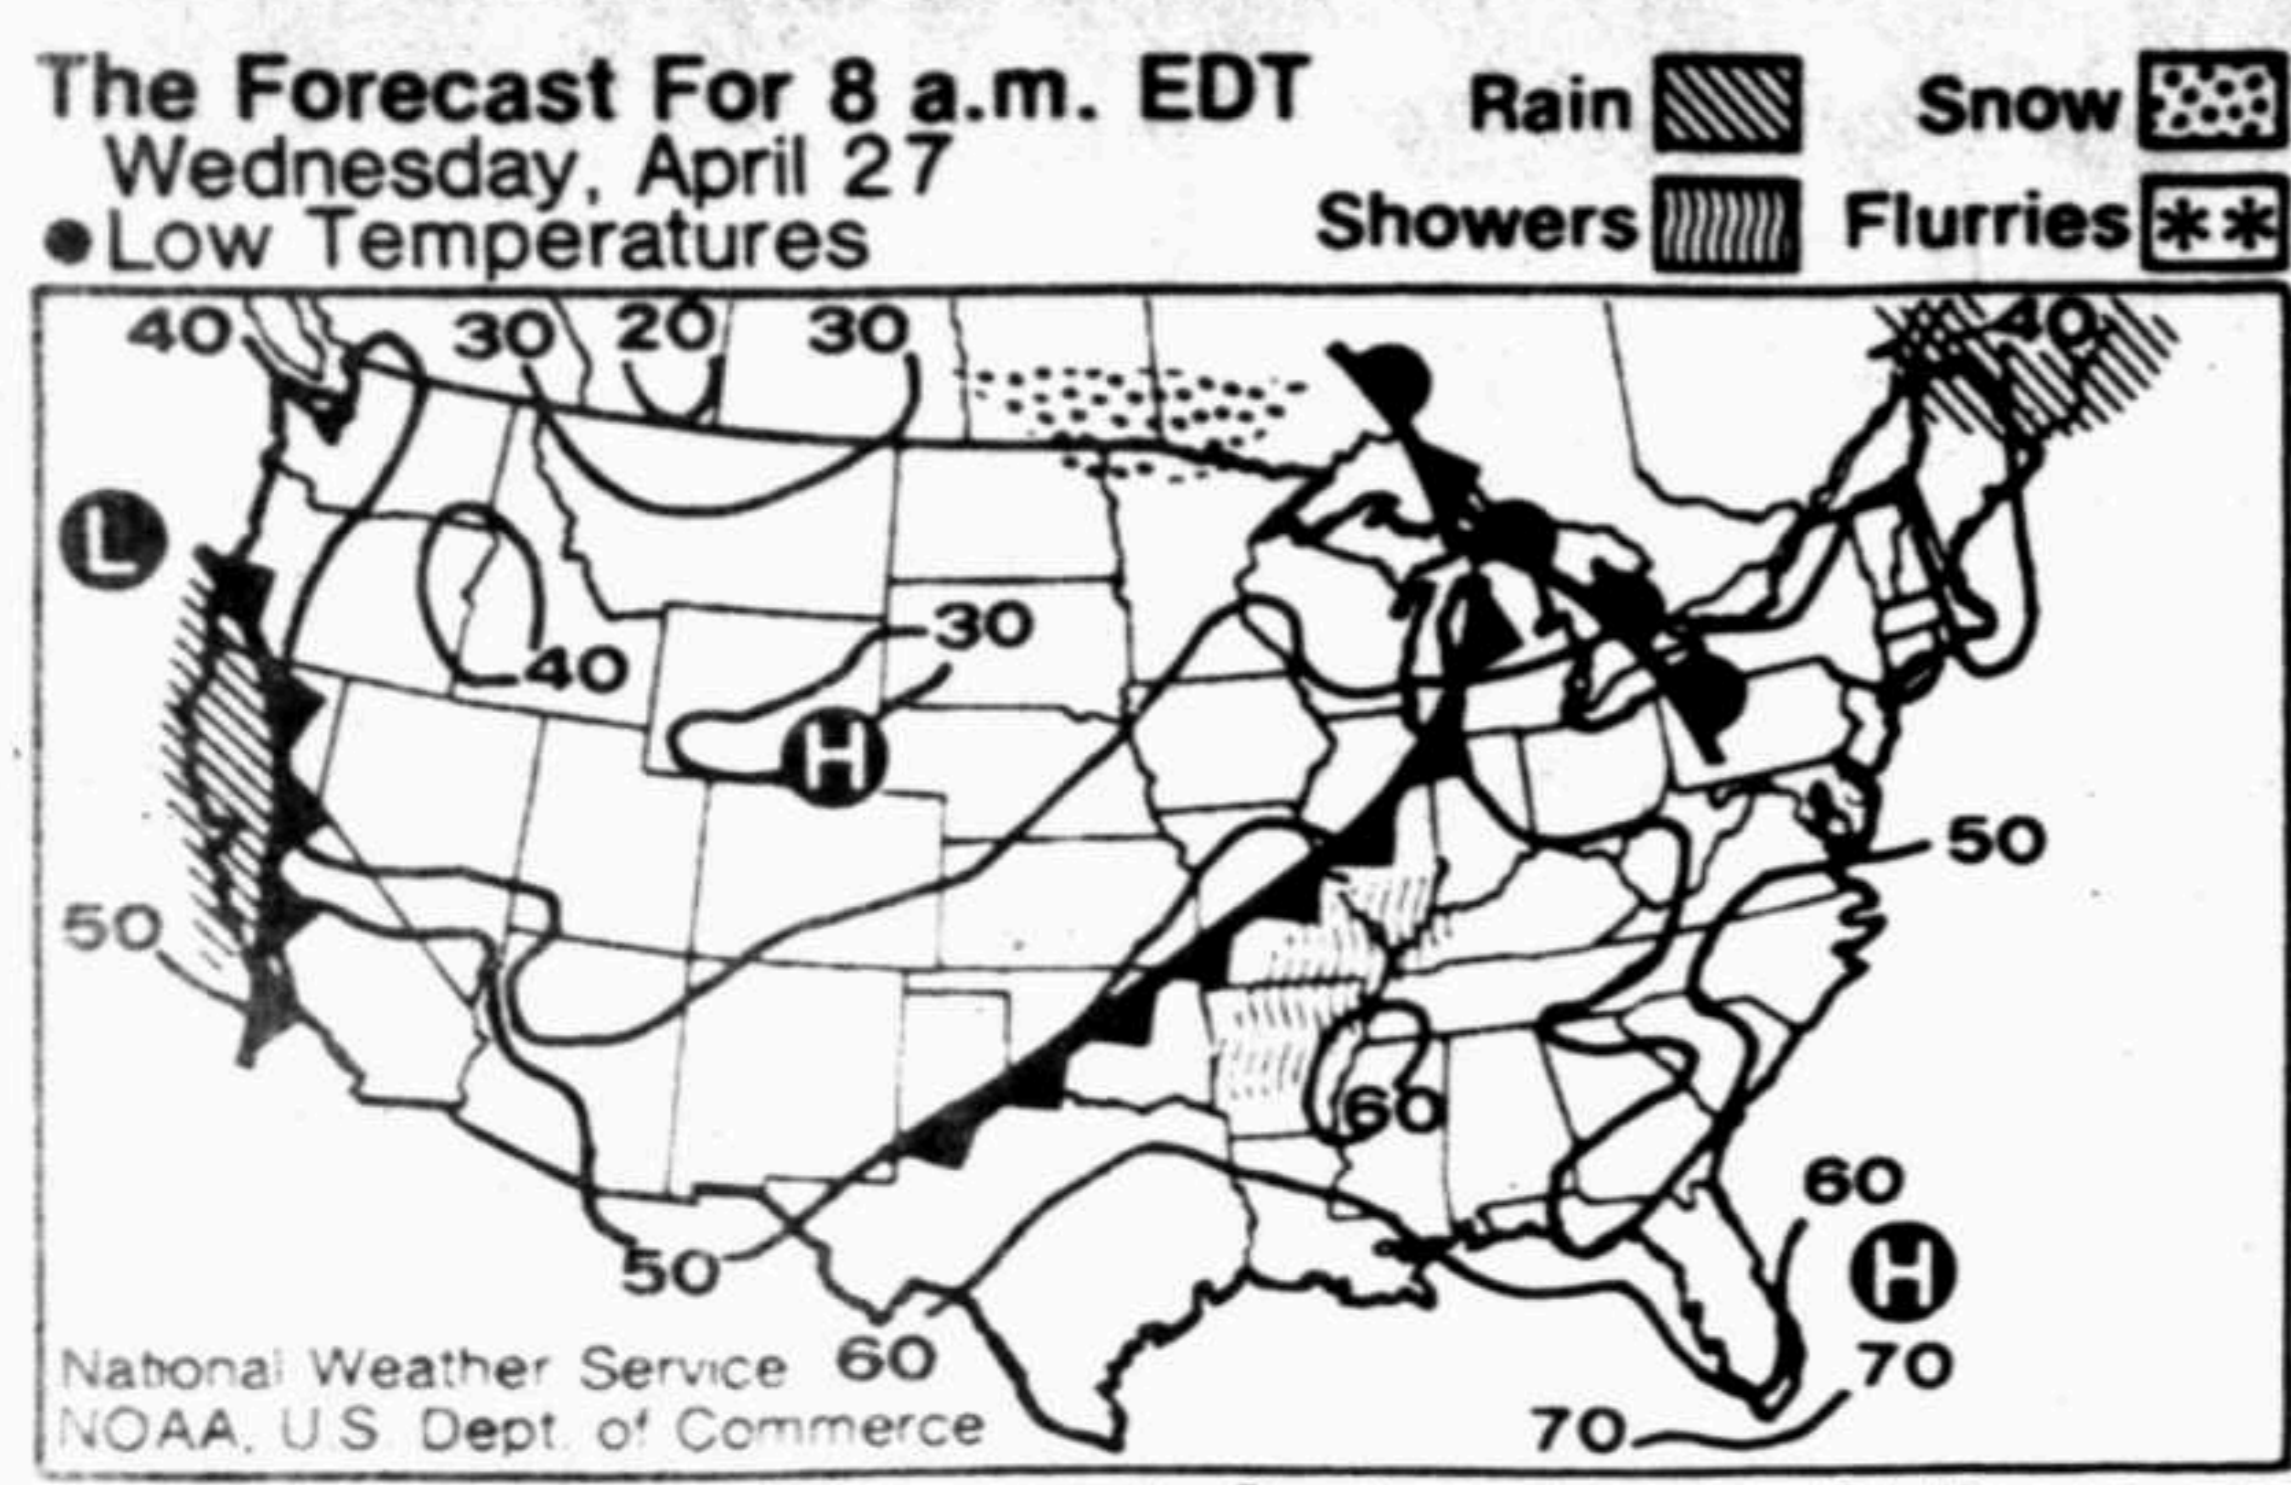 The Forecast For 8 a.m. EDT
Wednesday, April 27
●Low Temperatures
Rain
Snow
Showers
Flurries
40
30
20
30
40
L
30
40
30
H
50
50
60
60
H
50
70
60
70
National Weather Service
NOAA, U.S. Dept. of Commerce